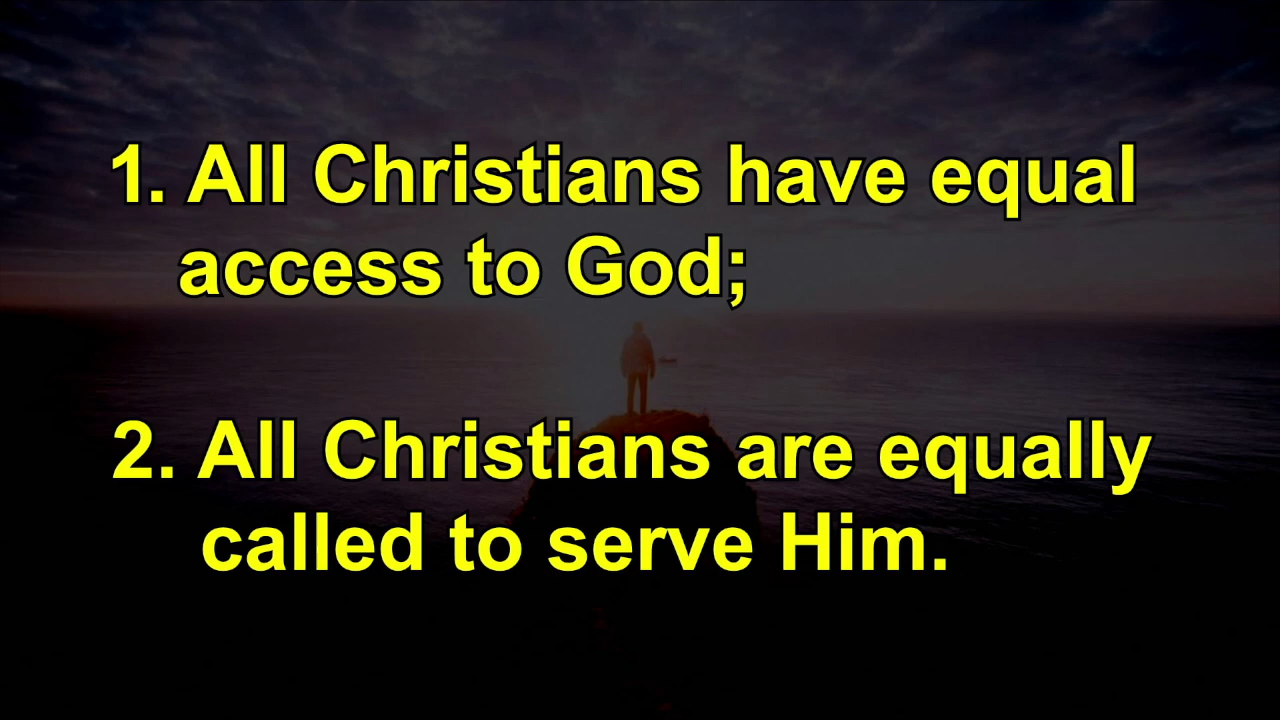 1. All Christians have equal
access to God;
2. All Christians are equally
called to serve Him.